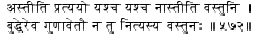 अस्तीति प्रत्ययो यश्च यश्च नास्तीति वस्तुनि ।
बुद्धेरेव गुणावेतौ न तु नित्यस्य वस्तुनः ॥ ५७२॥